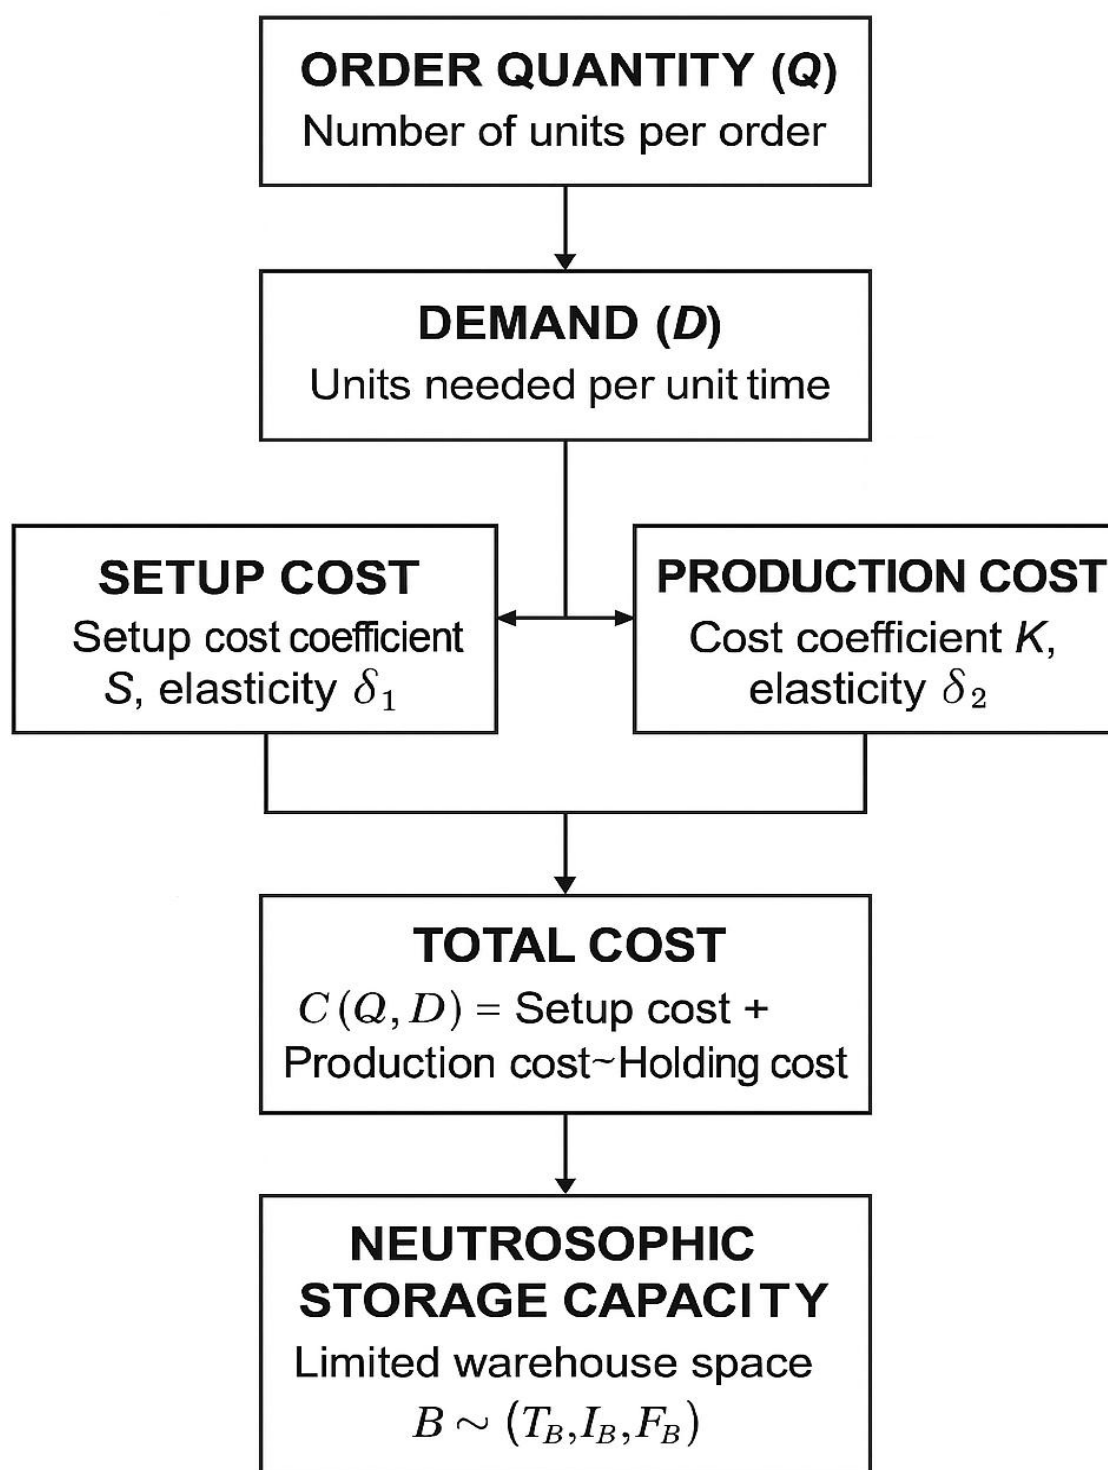 ORDER QUANTITY (Q)
Number of units per order
DEMAND (D)
Units needed per unit time
SETUP COST
Setup cost coefficient
S, elasticity δ₁
PRODUCTION COST
Cost coefficient K,
elasticity δ₂
TOTAL COST
C(Q, D) = Setup cost +
Production cost~Holding cost
NEUTROSOPHIC
STORAGE CAPACITY
Limited warehouse space
B ~ (T_B, I_B, F_B)